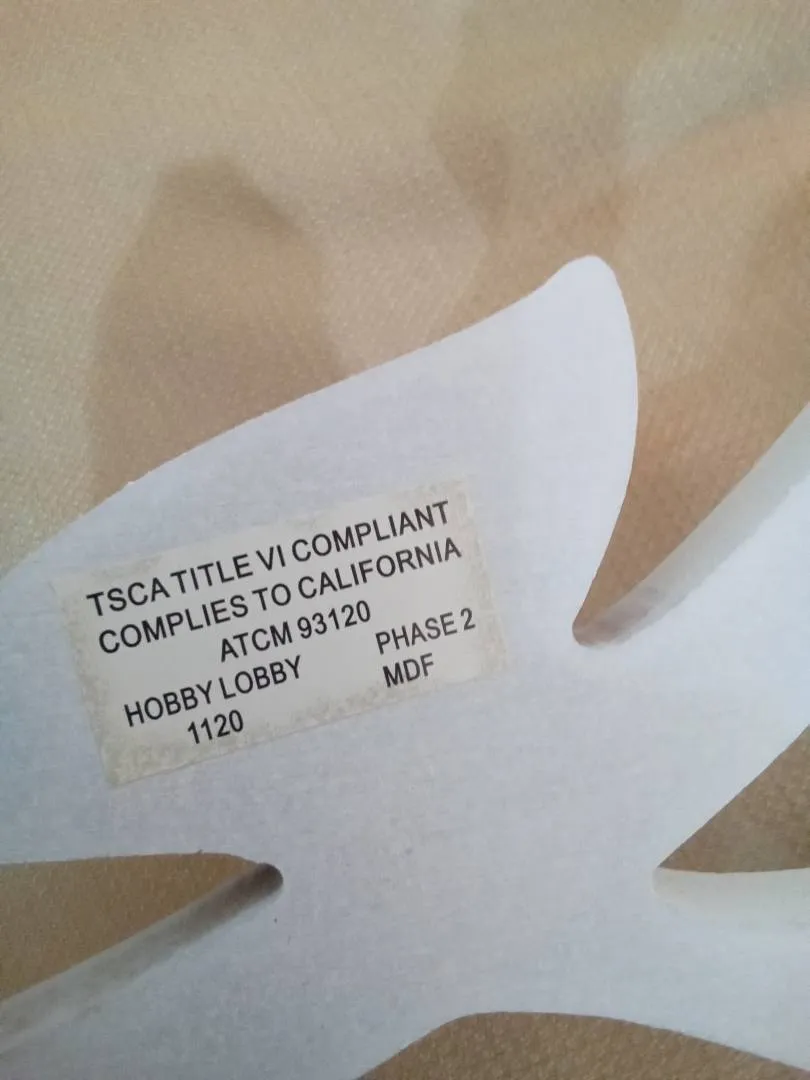 TSCA TITLE VI COMPLIANT
COMPLIES TO CALIFORNIA
ATCM 93120
HOBBY LOBBY PHASE 2
1120 MDF